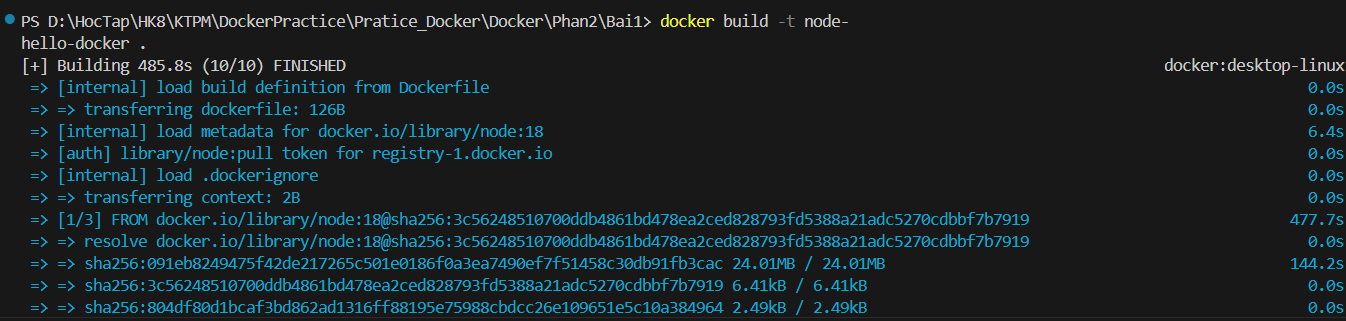 PS D:\HocTap\HK8\KTPM\DockerPractice\Pratice_Docker\Docker\Phan2\Bai1> docker build -t node-
hello-docker .
[+] Building 485.8s (10/10) FINISHED docker:desktop-linux
=> [internal] load build definition from Dockerfile 0.0s
=> => transferring dockerfile: 126B 0.0s
=> [internal] load metadata for docker.io/library/node:18 6.4s
=> [auth] library/node:pull token for registry-1.docker.io 0.0s
=> [internal] load .dockerignore 0.0s
=> => transferring context: 2B 0.0s
=> [1/3] FROM docker.io/library/node:18@sha256:3c56248510700ddb4861bd478ea2ced828793fd5388a21adc5270cdbbf7b7919 477.7s
=> => resolve docker.io/library/node:18@sha256:3c56248510700ddb4861bd478ea2ced828793fd5388a21adc5270cdbbf7b7919 0.0s
=> => sha256:091eb8249475f42de217265c501e0186f0a3ea7490ef7f51458c30db91fb3cac 24.01MB / 24.01MB 144.2s
=> => sha256:3c56248510700ddb4861bd478ea2ced828793fd5388a21adc5270cdbbf7b7919 6.41kB / 6.41kB 0.0s
=> => sha256:804df80d1bcaf3bd862ad1316ff88195e75988cbdcc26e109651e5c10a384964 2.49kB / 2.49kB 0.0s